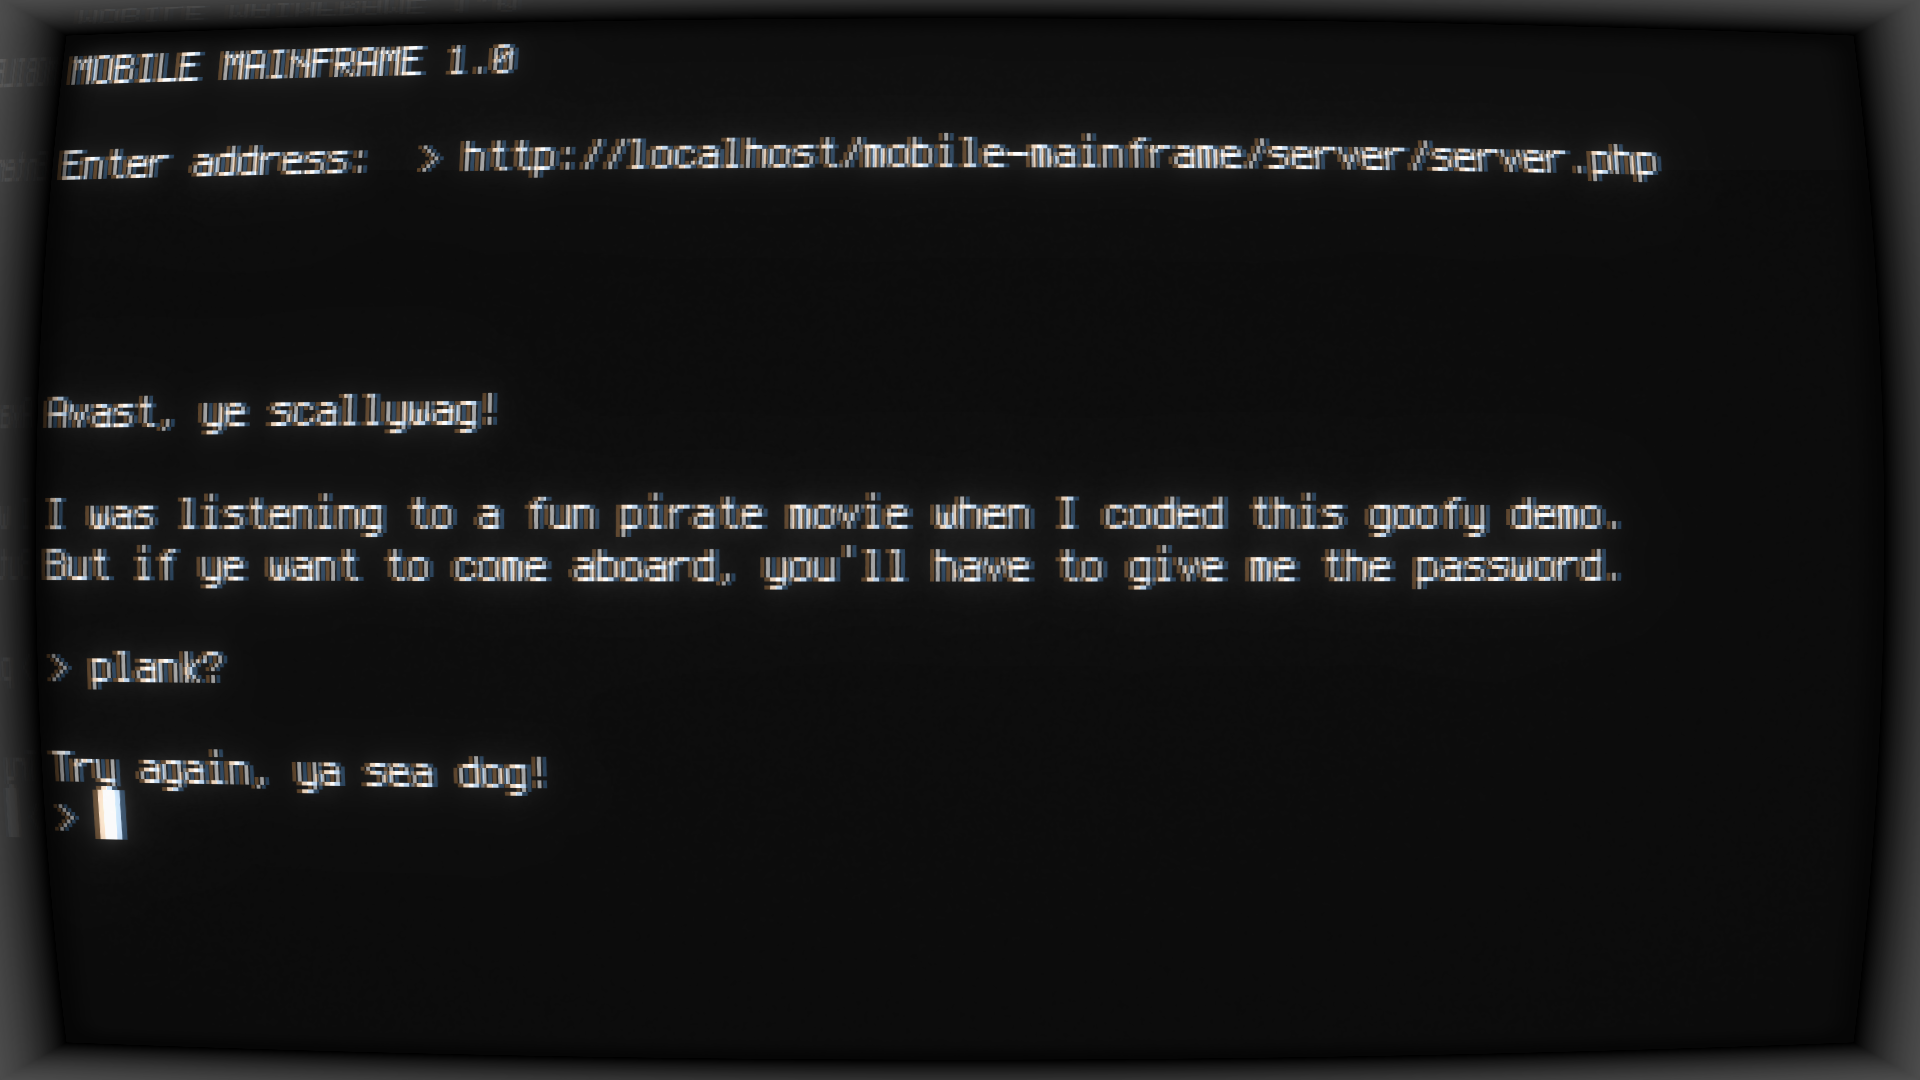 MOBILE MAINFRAME 1.0
Enter address:  > http://localhost/mobile-mainframe/server/server.php
Avast, ye scallywag!
I was listening to a fun pirate movie when I coded this goofy demo.
But if ye want to come aboard, you'll have to give me the password.
> plank?
Try again, ya sea dog!
>